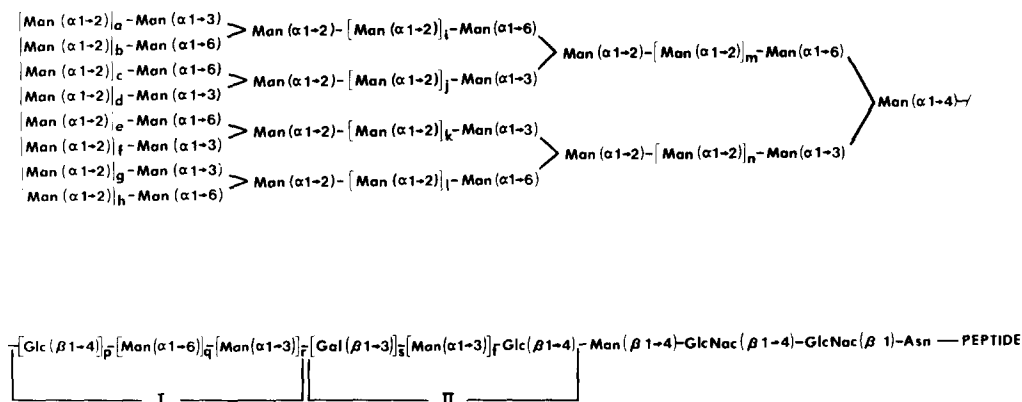 [Man (α1→2)]a-Man(α1→3)
[Man (α1→2)]b-Man(α1→6)
> Man(α1→2)-[Man(α1→2)]i-Man(α1→6)
[Man (α1→2)]c-Man(α1→6)
[Man (α1→2)]d-Man(α1→3)
> Man(α1→2)-[Man(α1→2)]j-Man(α1→3)
> Man(α1→2)-[Man(α1→2)]m-Man(α1→6)
[Man (α1→2)]e-Man(α1→6)
[Man (α1→2)]f-Man(α1→3)
> Man(α1→2)-[Man(α1→2)]k-Man(α1→3)
[Man (α1→2)]g-Man(α1→3)
[Man (α1→2)]h-Man(α1→6)
> Man(α1→2)-[Man(α1→2)]l-Man(α1→6)
> Man(α1→2)-[Man(α1→2)]n-Man(α1→3)
> Man(α1→4)
-[Glc(β1→4)]p-[Man(α1→6)]q-[Man(α1→3)]r-[Gal(β1→3)]s-[Man(α1→3)]t-Glc(β1→4)-Man(β1→4)-GlcNac(β1→4)-GlcNac(β 1)-Asn — PEPTIDE
I II